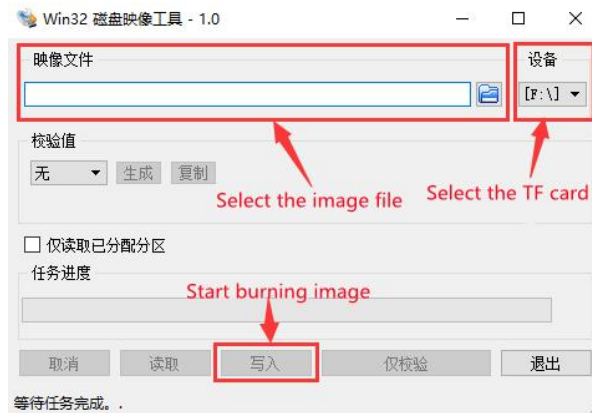 Win32 磁盘映像工具 - 1.0
映像文件
设备
[F:\]
校验值
无
生成
复制
Select the image file
Select the TF card
仅读取已分配分区
任务进度
Start burning image
取消
读取
写入
仅校验
退出
等待任务完成。.